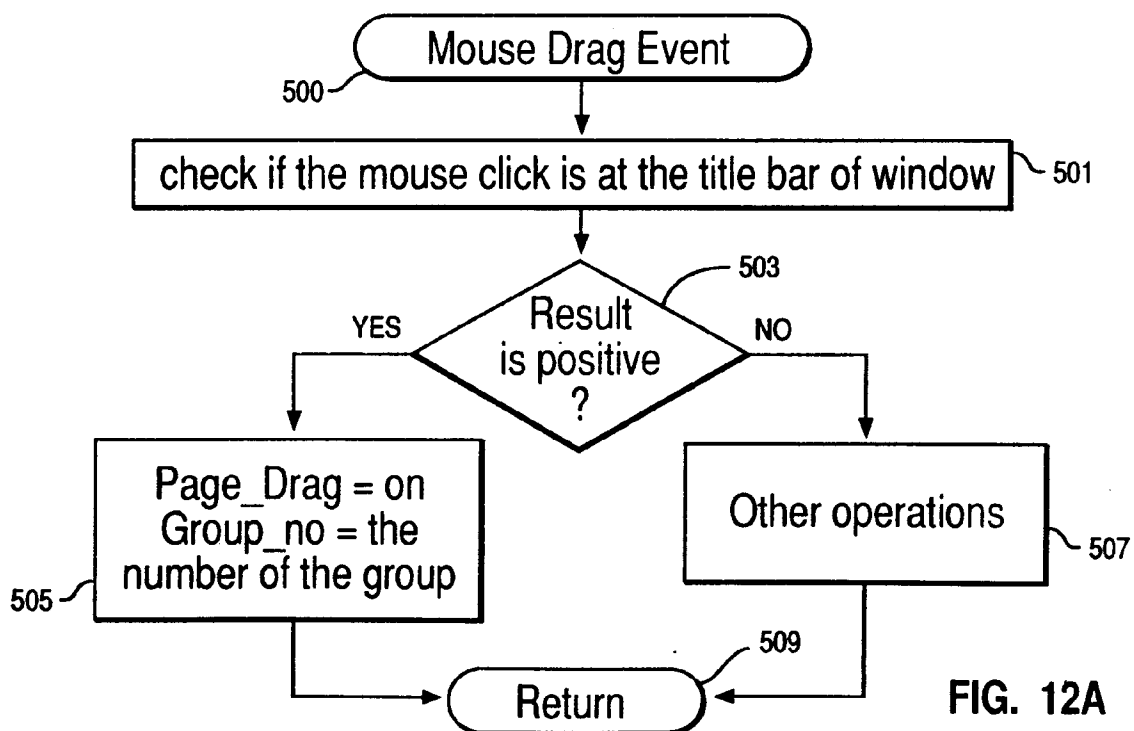 Mouse Drag Event
500
check if the mouse click is at the title bar of window
501
503
YES
Result
is positive
?
NO
Page_Drag = on
Group_no = the
number of the group
505
Other operations
507
509
Return
FIG. 12A